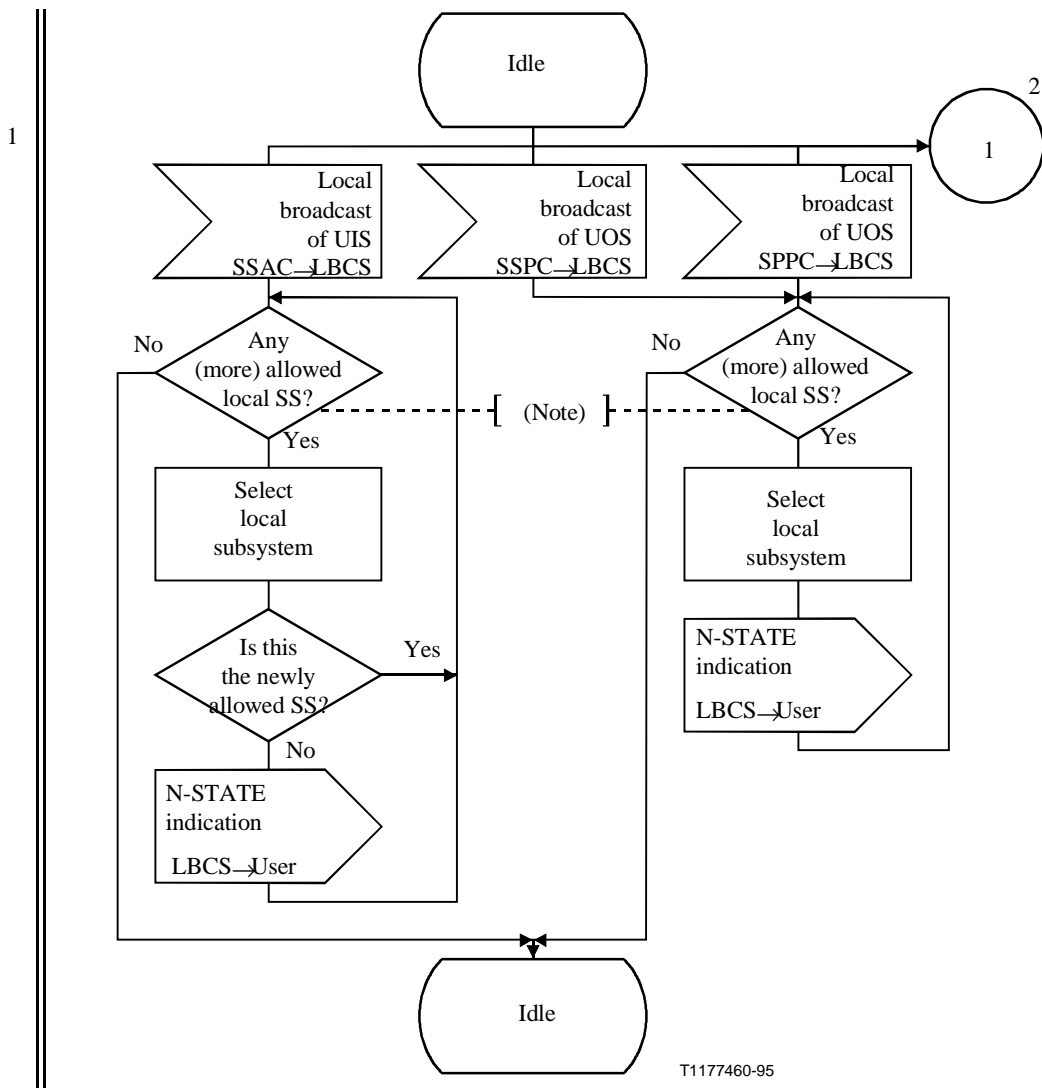 Idle
2
1
1
Local
broadcast
of UIS
SSAC→LBCS
Local
broadcast
of UOS
SSPC→LBCS
Local
broadcast
of UOS
SPPC→LBCS
No
Any
(more) allowed
local SS?
Yes
[ (Note) ]
No
Any
(more) allowed
local SS?
Yes
Select
local
subsystem
Select
local
subsystem
Is this
the newly
allowed SS?
Yes
No
N-STATE
indication
LBCS→User
N-STATE
indication
LBCS→User
Idle
T1177460-95